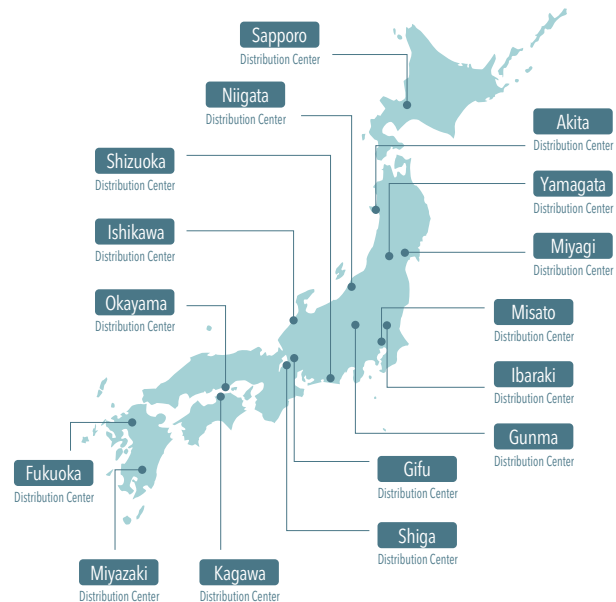 Sapporo
Distribution Center
Niigata
Distribution Center
Akita
Distribution Center
Shizuoka
Distribution Center
Yamagata
Distribution Center
Ishikawa
Distribution Center
Miyagi
Distribution Center
Okayama
Distribution Center
Misato
Distribution Center
Ibaraki
Distribution Center
Gunma
Distribution Center
Fukuoka
Distribution Center
Gifu
Distribution Center
Shiga
Distribution Center
Miyazaki
Distribution Center
Kagawa
Distribution Center